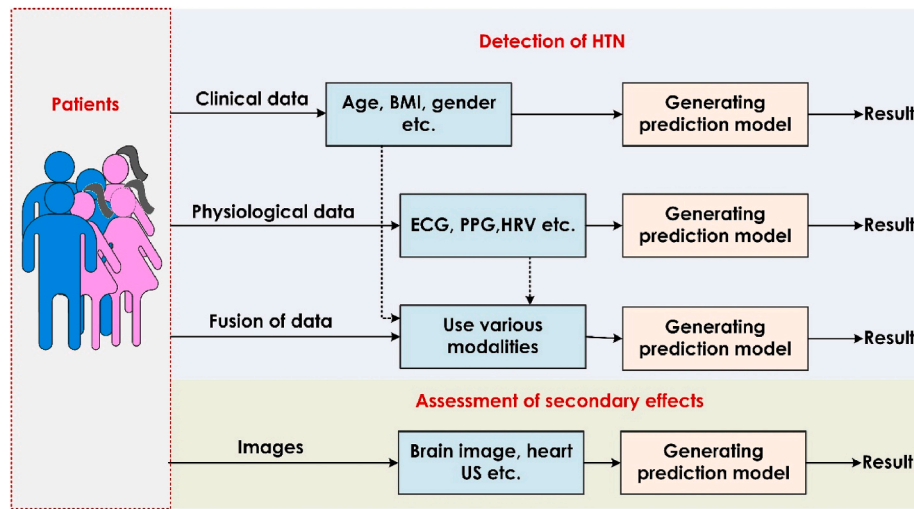 Detection of HTN
Patients
Clinical data
Age, BMI, gender
etc.
Generating
prediction model
Result
Physiological data
ECG, PPG,HRV etc.
Generating
prediction model
Result
Fusion of data
Use various
modalities
Generating
prediction model
Result
Assessment of secondary effects
Images
Brain image, heart
US etc.
Generating
prediction model
Result